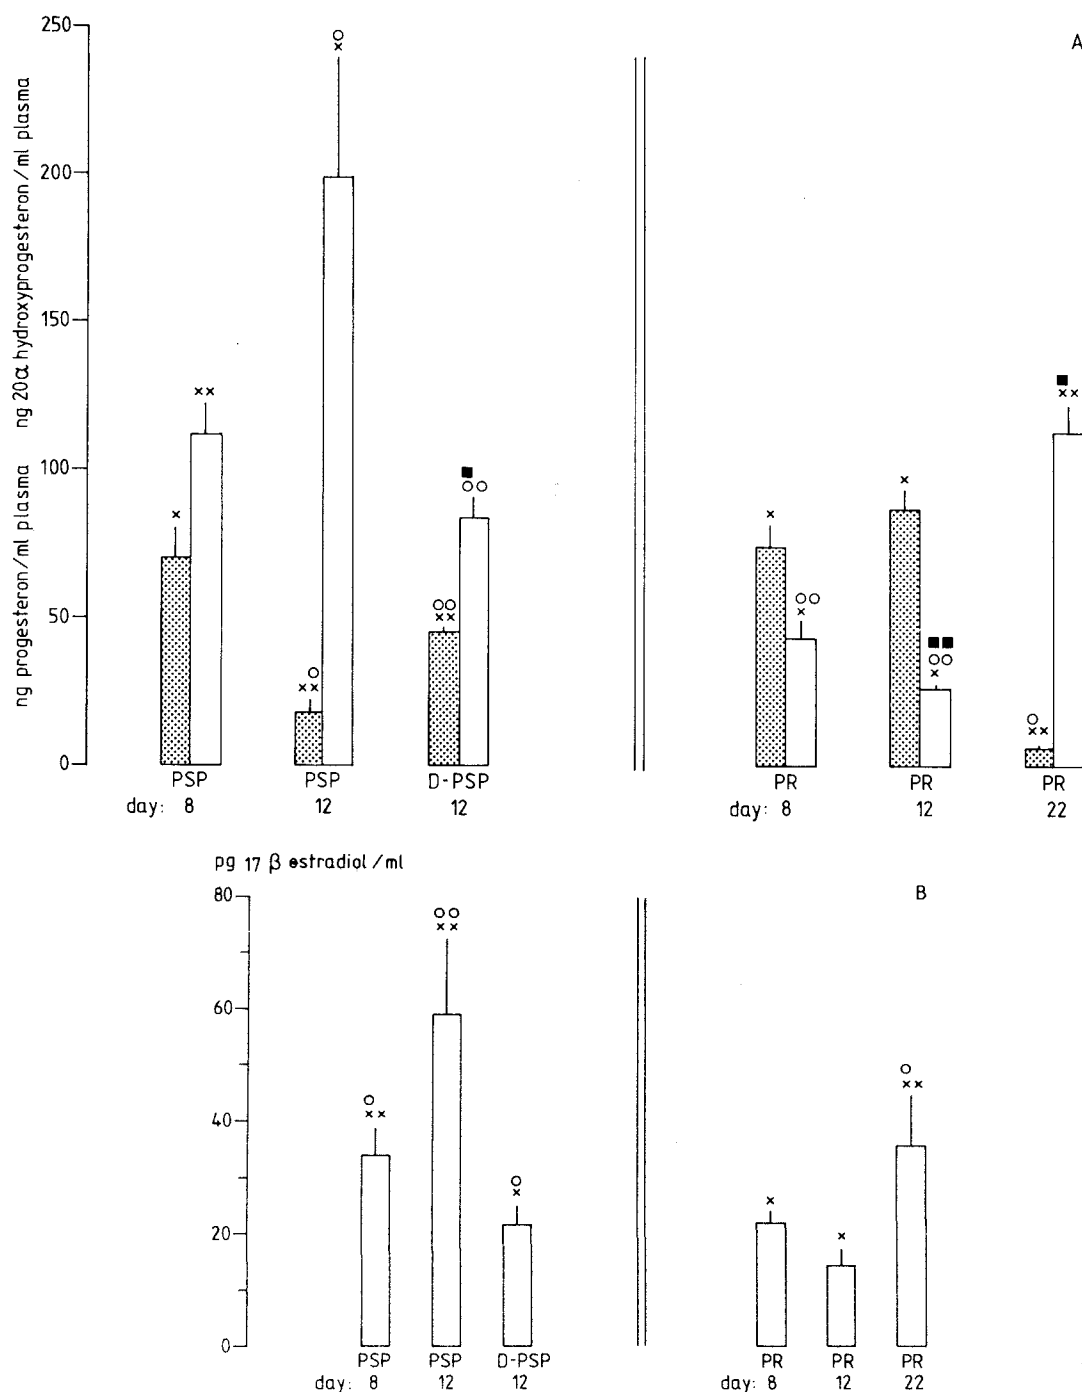 A
ng progesteron/ml plasma ng 20α hydroxyprogesteron/ml plasma
250
200
150
100
50
0
PSP PSP D-PSP PR PR PR
day: 8 12 12 day: 8 12 22
pg 17 β estradiol/ml
B
80
60
40
20
0
PSP PSP D-PSP PR PR PR
day: 8 12 12 day: 8 12 22